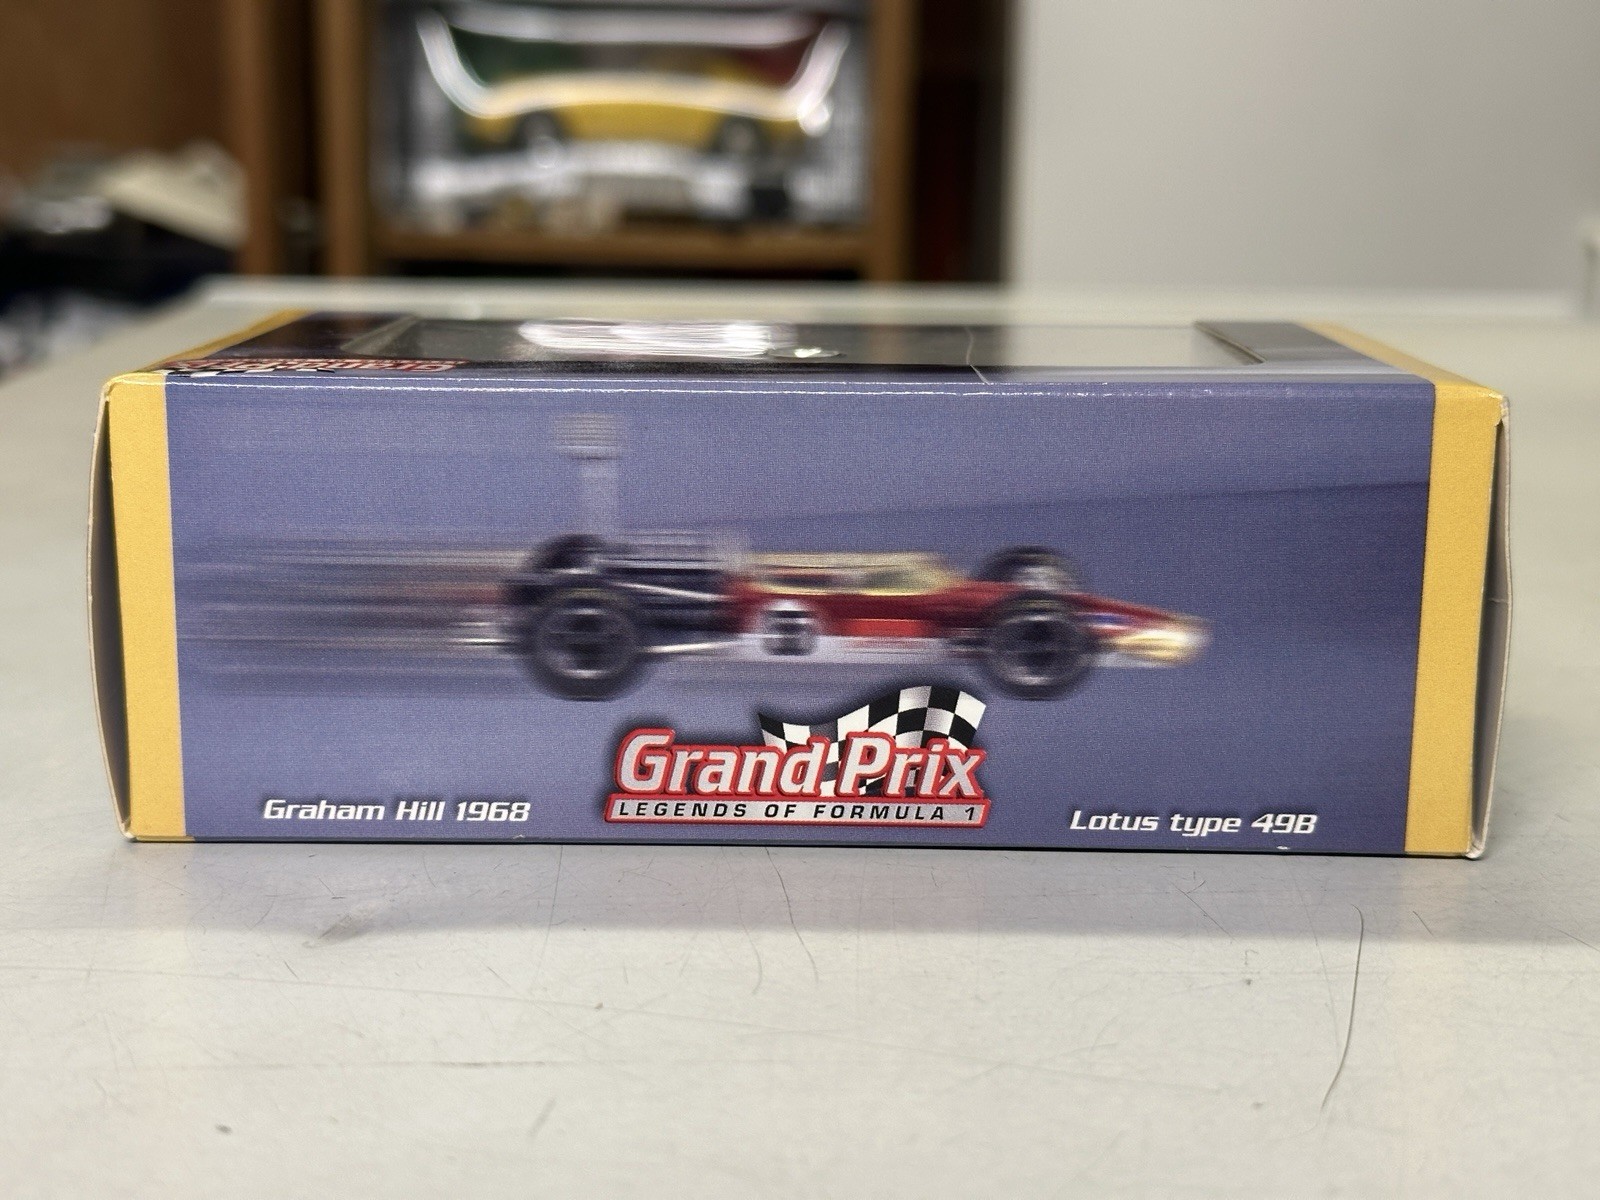 Grand Prix
LEGENDS OF FORMULA 1
Graham Hill 1968
Lotus type 49B